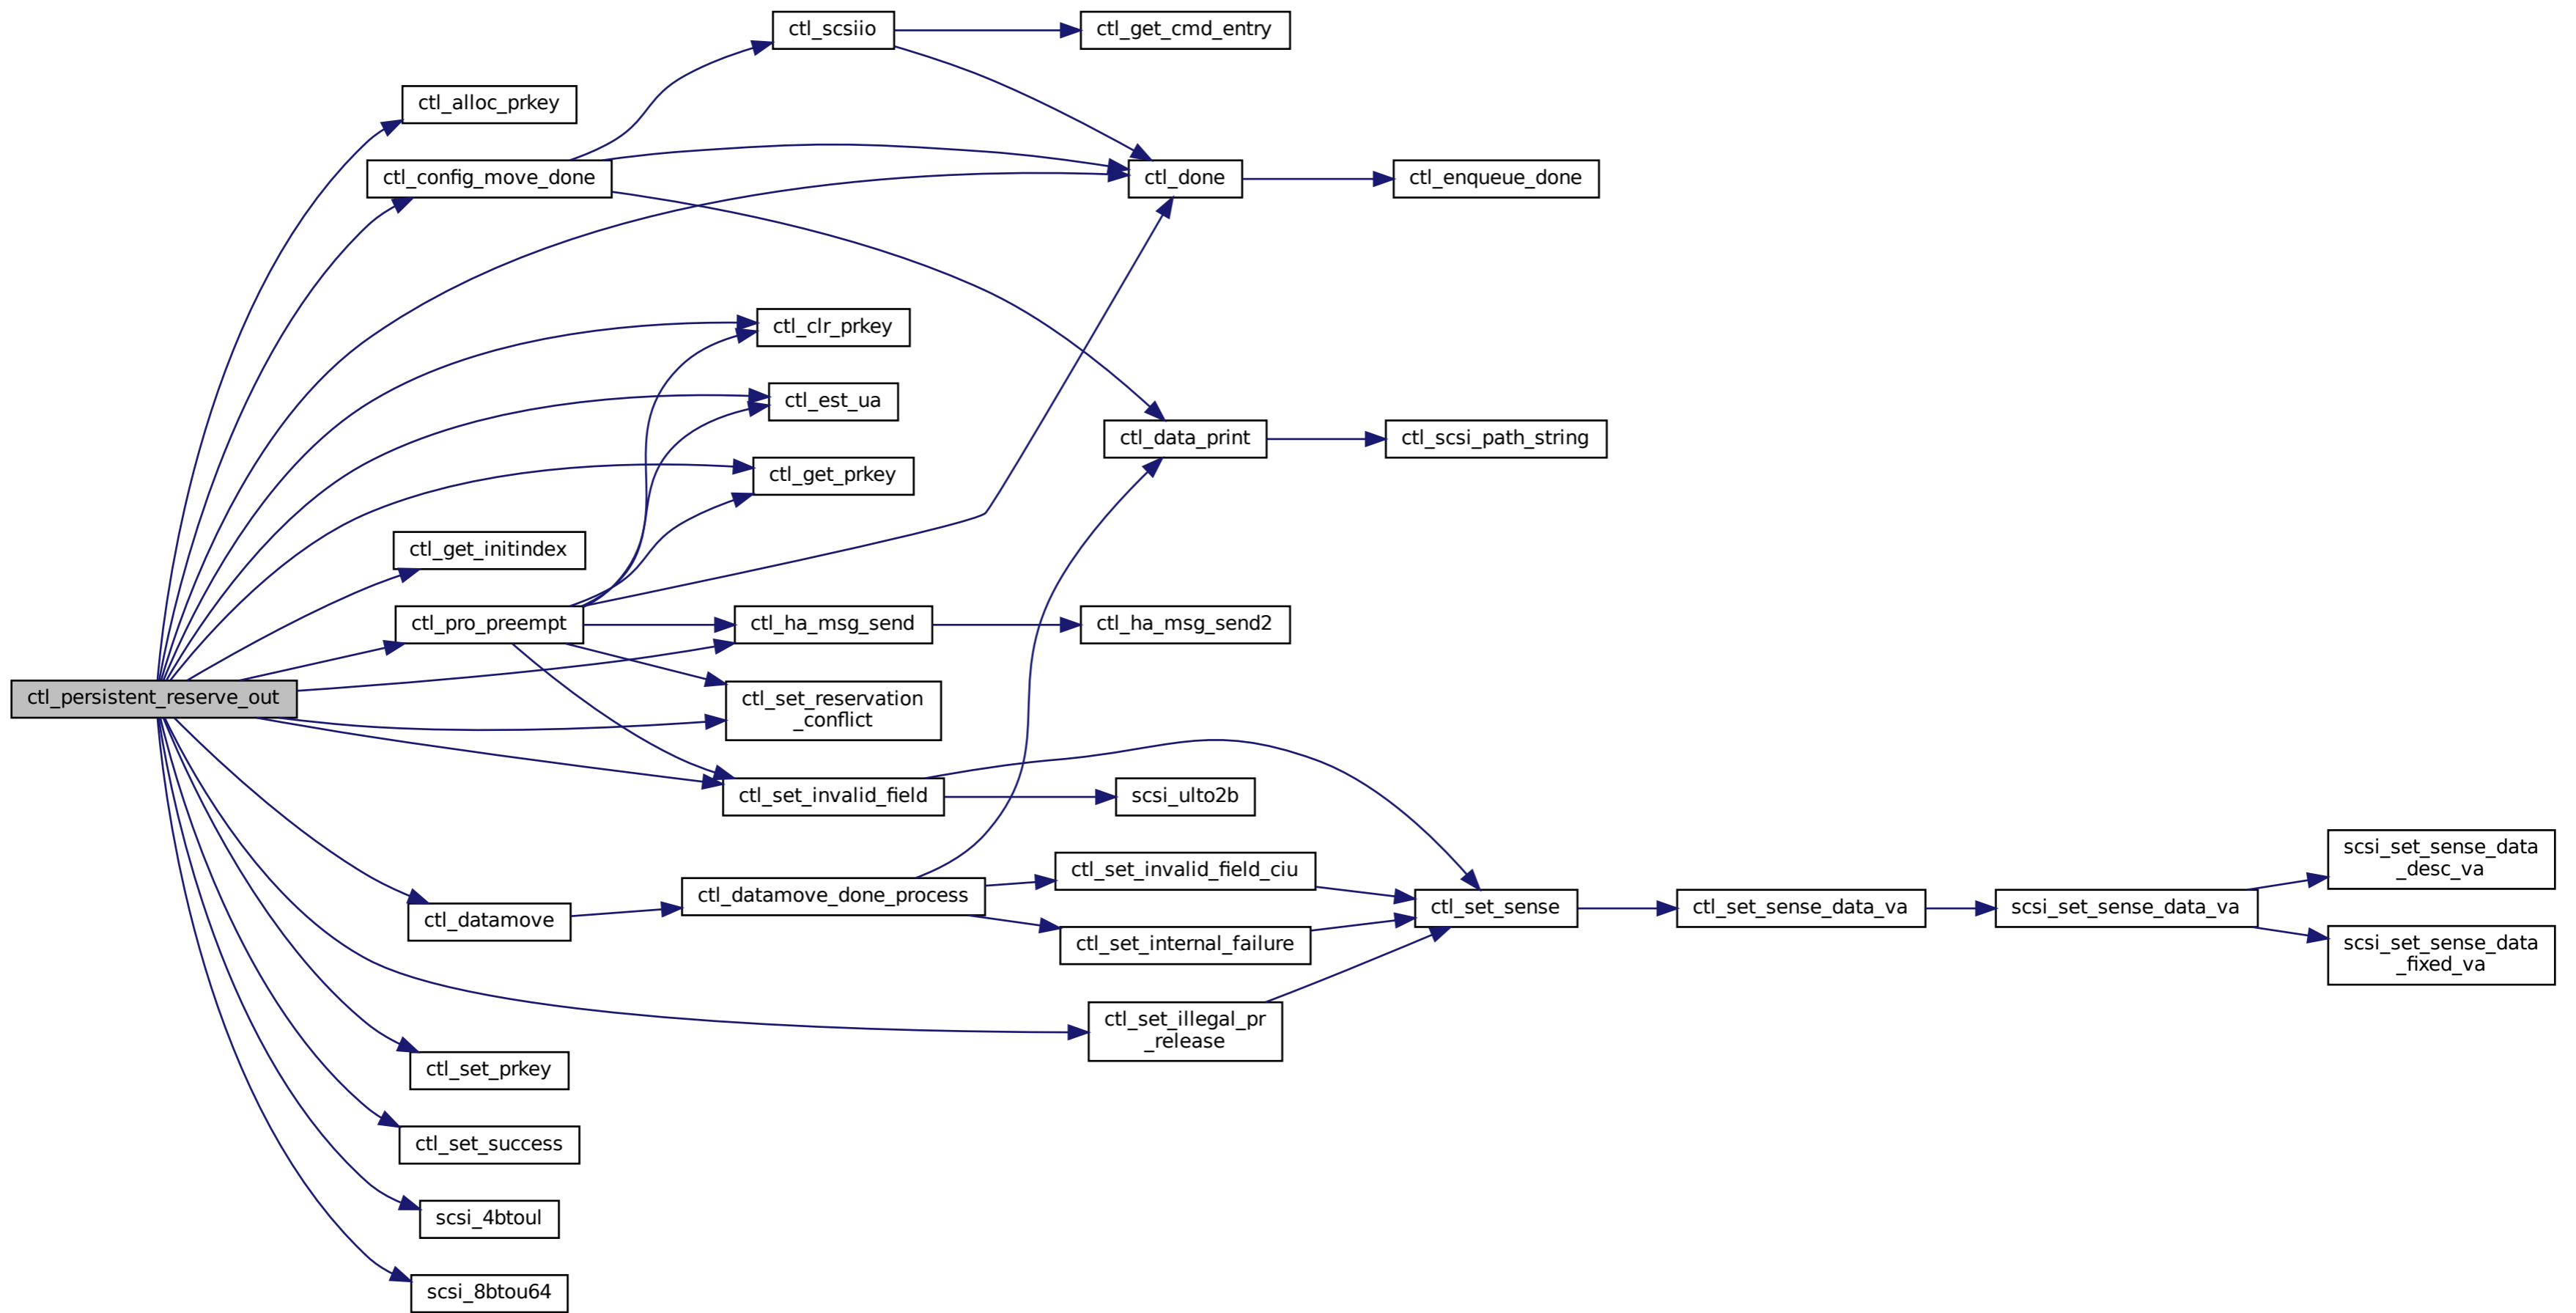 ctl_scsiio
ctl_get_cmd_entry
ctl_alloc_prkey
ctl_config_move_done
ctl_done
ctl_enqueue_done
ctl_clr_prkey
ctl_est_ua
ctl_data_print
ctl_scsi_path_string
ctl_get_prkey
ctl_get_initindex
ctl_pro_preempt
ctl_ha_msg_send
ctl_ha_msg_send2
ctl_persistent_reserve_out
ctl_set_reservation
_conflict
ctl_set_invalid_field
scsi_ulto2b
ctl_set_invalid_field_ciu
scsi_set_sense_data
_desc_va
ctl_datamove_done_process
ctl_set_sense
ctl_set_sense_data_va
scsi_set_sense_data_va
ctl_datamove
ctl_set_internal_failure
scsi_set_sense_data
_fixed_va
ctl_set_illegal_pr
_release
ctl_set_prkey
ctl_set_success
scsi_4btoul
scsi_8btou64